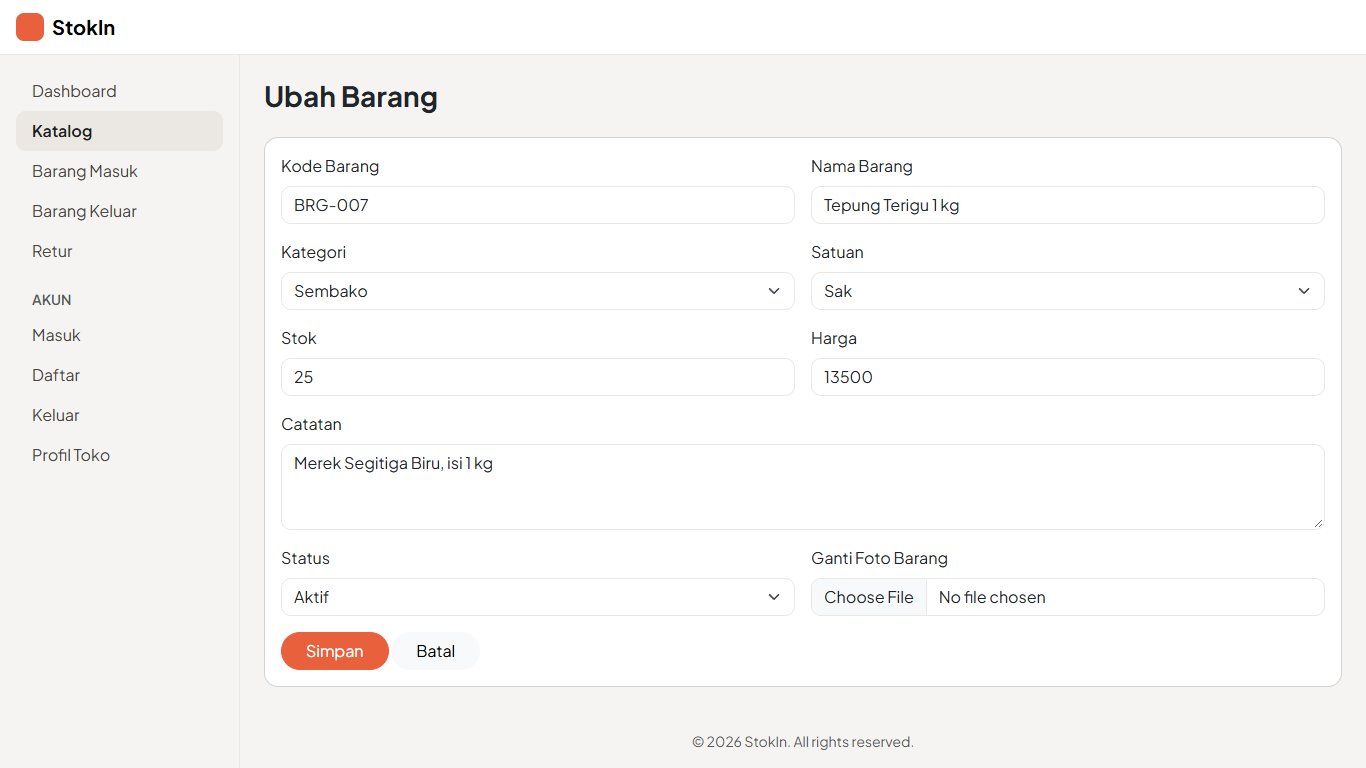 StokIn
Dashboard
Katalog
Barang Masuk
Barang Keluar
Retur
AKUN
Masuk
Daftar
Keluar
Profil Toko
Ubah Barang
Kode Barang
BRG-007
Nama Barang
Tepung Terigu 1 kg
Kategori
Sembako
Satuan
Sak
Stok
25
Harga
13500
Catatan
Merek Segitiga Biru, isi 1 kg
Status
Aktif
Ganti Foto Barang
Choose File No file chosen
Simpan Batal
© 2026 StokIn. All rights reserved.